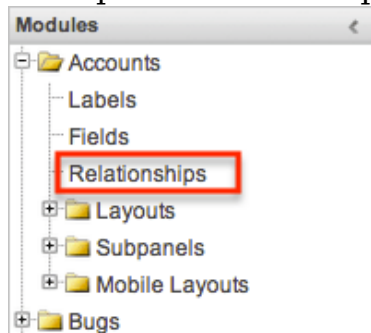 Modules
Accounts
Labels
Fields
Relationships
Layouts
Subpanels
Mobile Layouts
Bugs